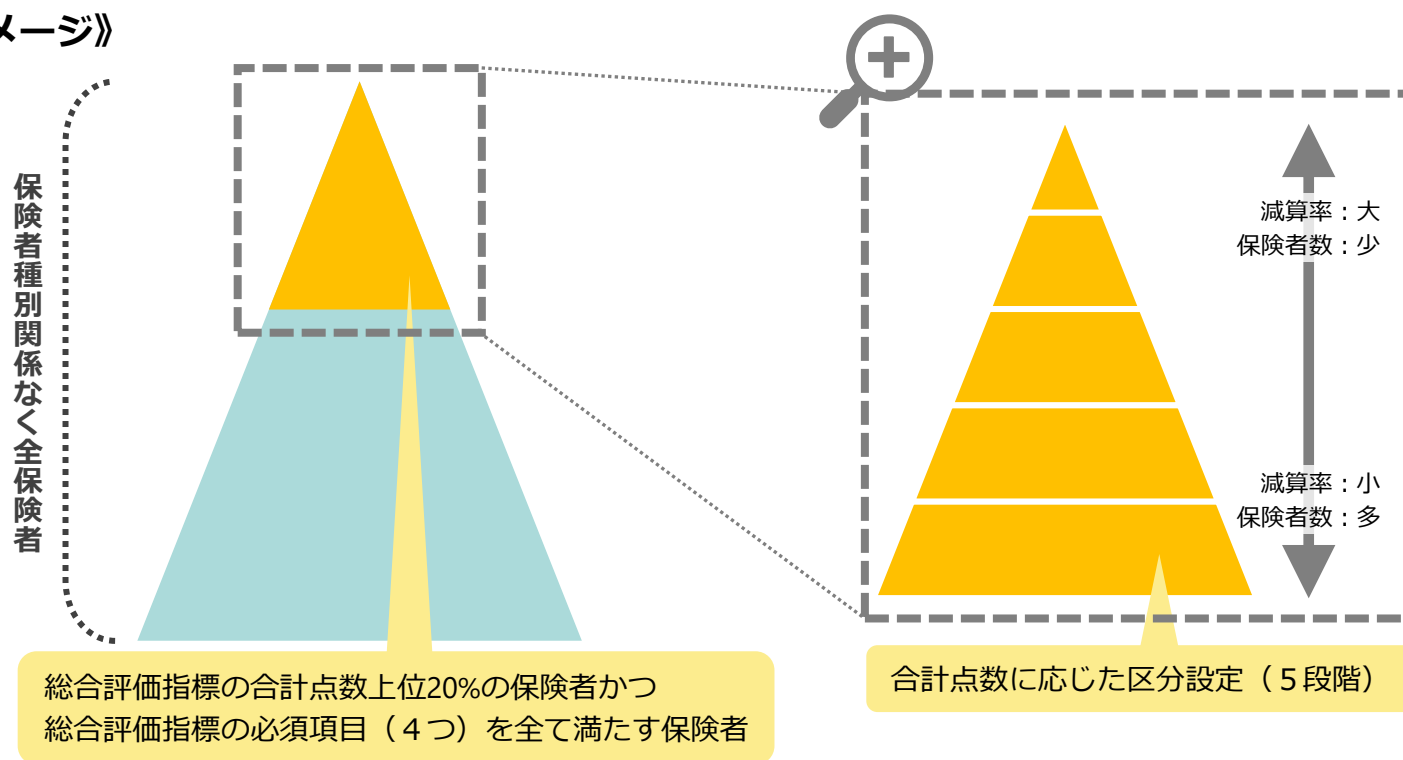 メージ》
保険者種別関係なく全保険者
減算率：大
保険者数：少
減算率：小
保険者数：多
総合評価指標の合計点数上位20%の保険者かつ
総合評価指標の必須項目（４つ）を全て満たす保険者
合計点数に応じた区分設定（５段階）